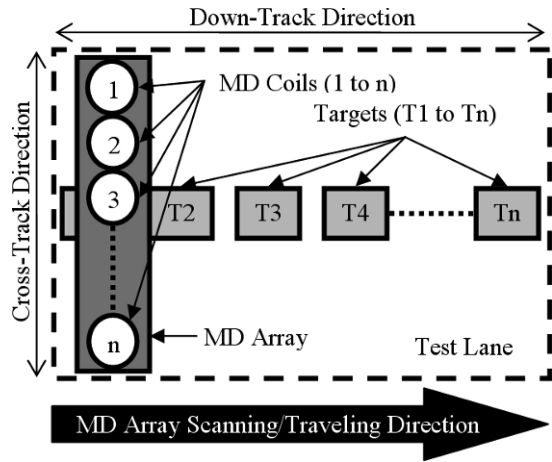 Down-Track Direction
Cross-Track Direction
1
MD Coils (1 to n)
2
Targets (T1 to Tn)
3
T2
T3
T4
Tn
n
MD Array
Test Lane
MD Array Scanning/Traveling Direction